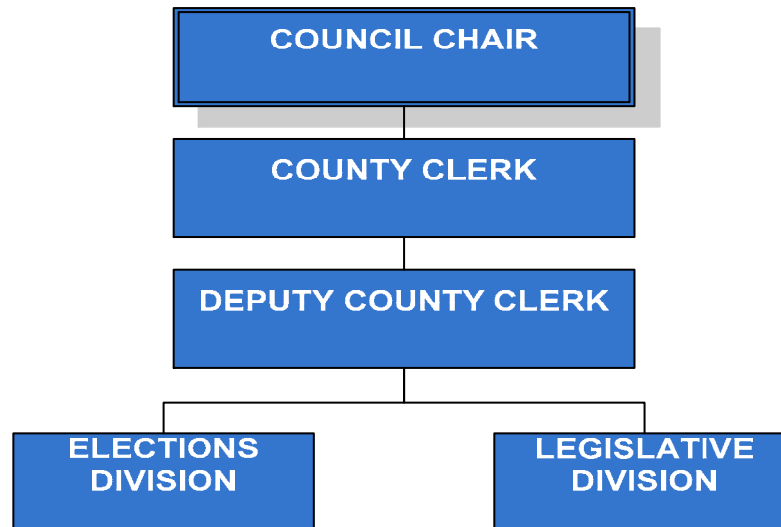 COUNCIL CHAIR
COUNTY CLERK
DEPUTY COUNTY CLERK
ELECTIONS
DIVISION
LEGISLATIVE
DIVISION